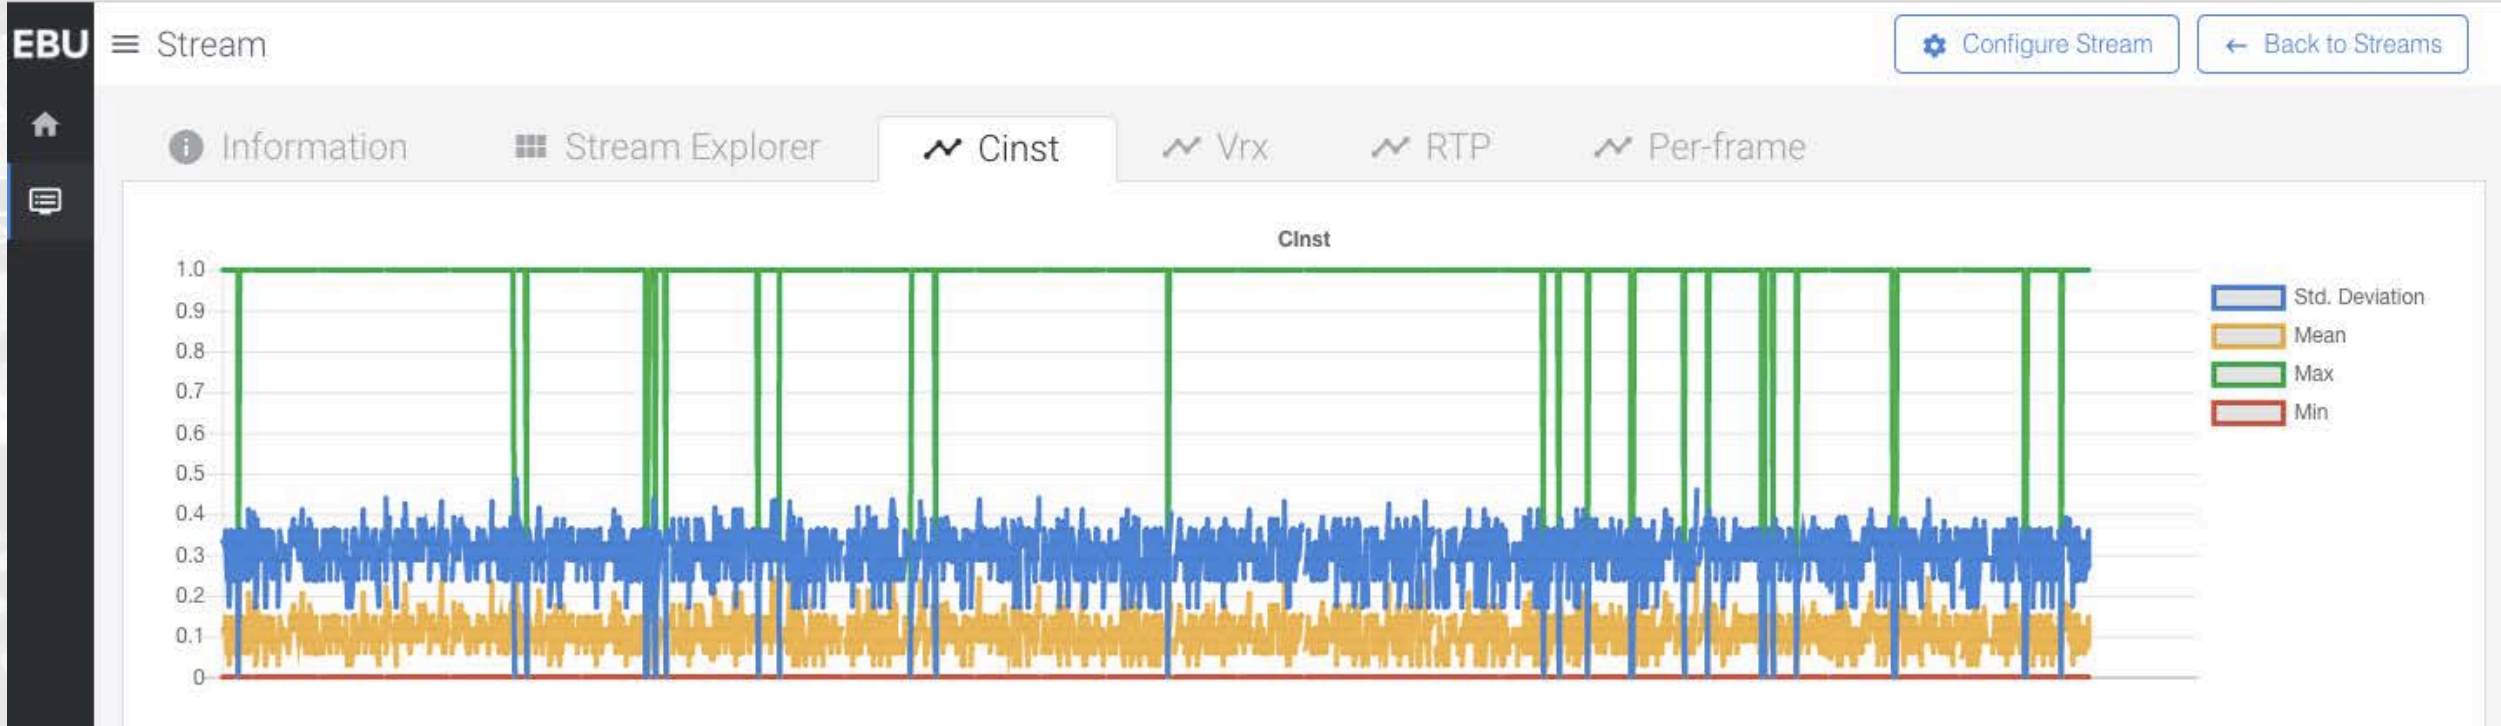 EBU Stream Configure Stream Back to Streams
Information Stream Explorer Cinst Vrx RTP Per-frame
CInst
1.0
0.9
0.8
0.7
0.6
0.5
0.4
0.3
0.2
0.1
0
Std. Deviation
Mean
Max
Min